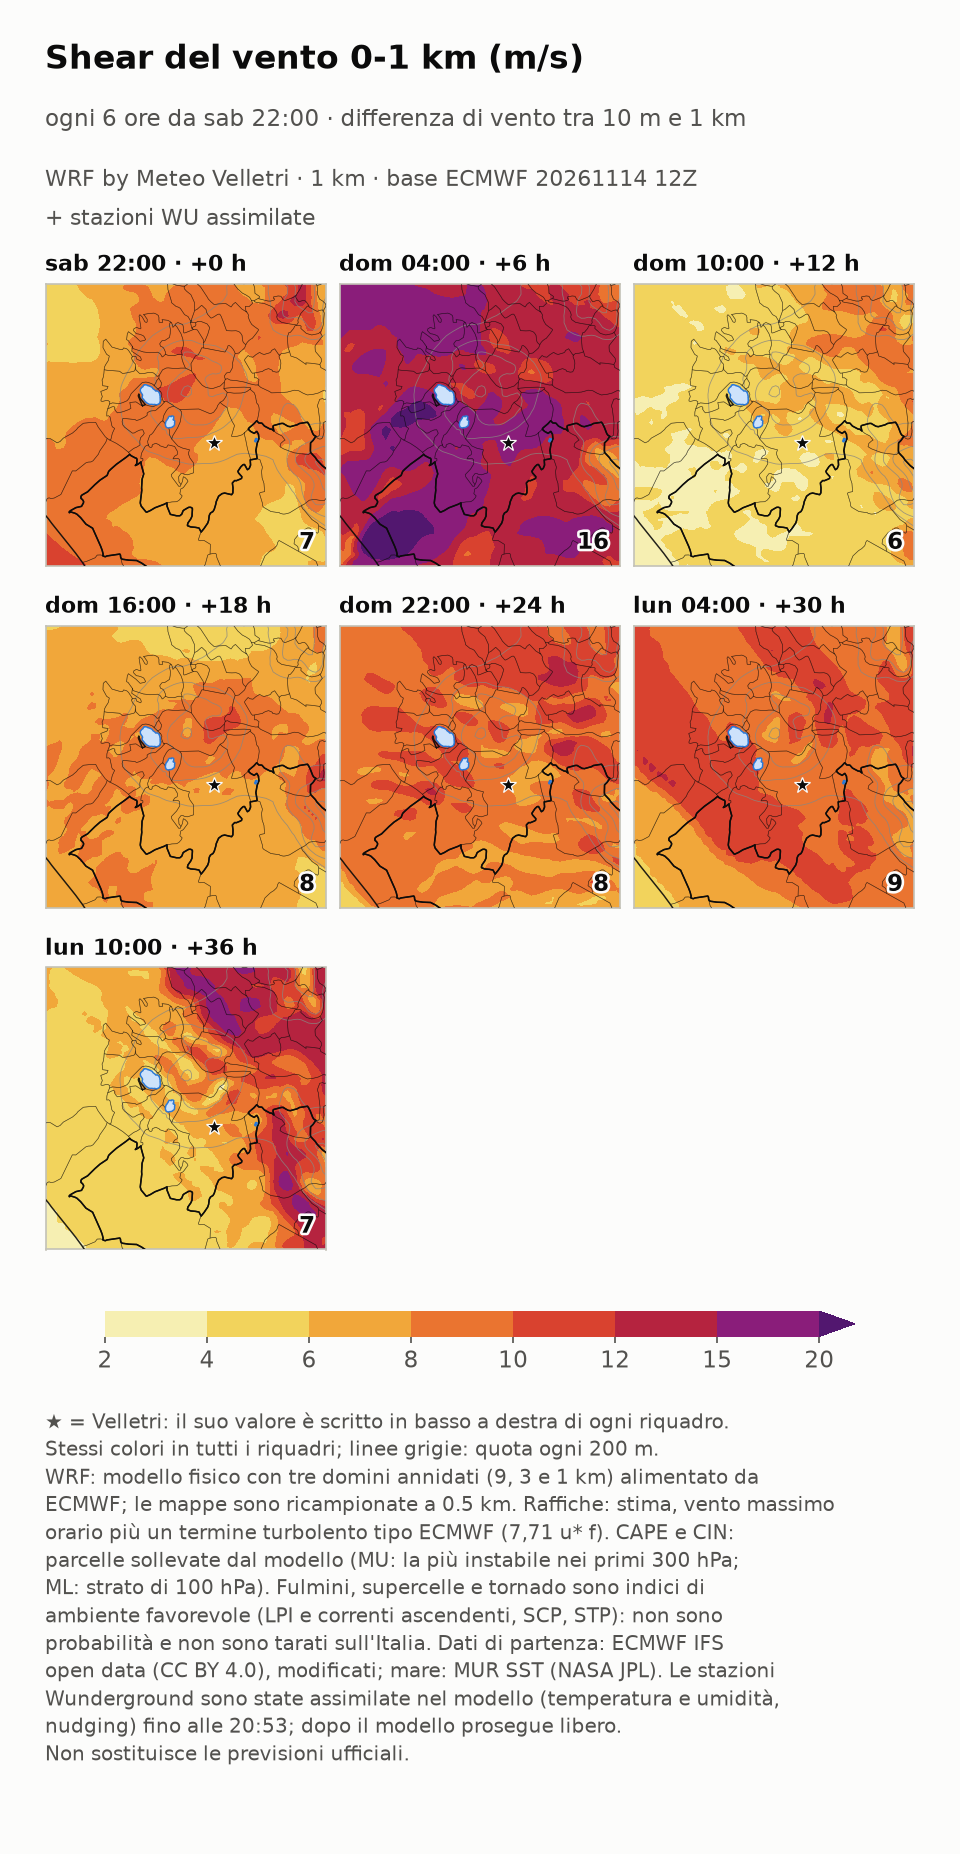 Shear del vento 0-1 km (m/s)
ogni 6 ore da sab 22:00 · differenza di vento tra 10 m e 1 km
WRF by Meteo Velletri · 1 km · base ECMWF 20261114 12Z
+ stazioni WU assimilate
sab 22:00 · +0 h
dom 04:00 · +6 h
dom 10:00 · +12 h
7
16
6
dom 16:00 · +18 h
dom 22:00 · +24 h
lun 04:00 · +30 h
8
8
9
lun 10:00 · +36 h
7
2 4 6 8 10 12 15 20
★ = Velletri: il suo valore è scritto in basso a destra di ogni riquadro.
Stessi colori in tutti i riquadri; linee grigie: quota ogni 200 m.
WRF: modello fisico con tre domini annidati (9, 3 e 1 km) alimentato da
ECMWF; le mappe sono ricampionate a 0.5 km. Raffiche: stima, vento massimo
orario più un termine turbolento tipo ECMWF (7,71 u* f). CAPE e CIN:
parcelle sollevate dal modello (MU: la più instabile nei primi 300 hPa;
ML: strato di 100 hPa). Fulmini, supercelle e tornado sono indici di
ambiente favorevole (LPI e correnti ascendenti, SCP, STP): non sono
probabilità e non sono tarati sull'Italia. Dati di partenza: ECMWF IFS
open data (CC BY 4.0), modificati; mare: MUR SST (NASA JPL). Le stazioni
Wunderground sono state assimilate nel modello (temperatura e umidità,
nudging) fino alle 20:53; dopo il modello prosegue libero.
Non sostituisce le previsioni ufficiali.